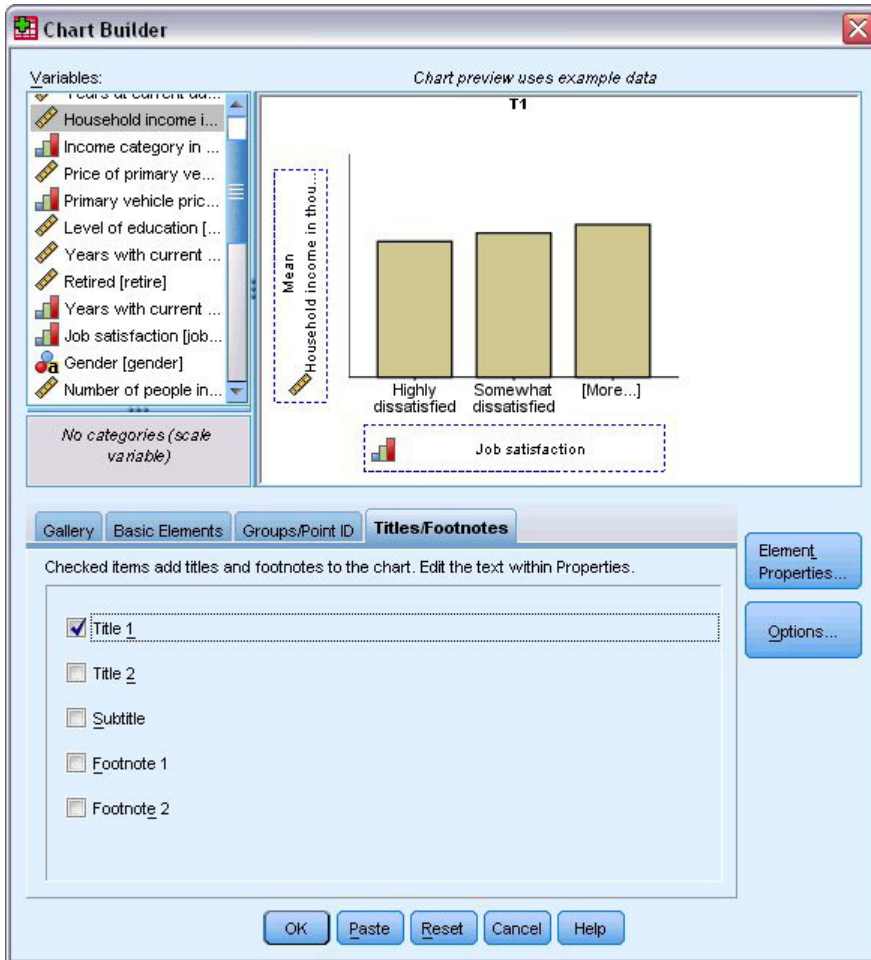 Chart Builder
Variables:
Chart preview uses example data
Household income i...
Income category in ...
Price of primary ve...
Primary vehicle pric...
Level of education [...
Years with current ...
Retired [retire]
Years with current ...
Job satisfaction [job...
Gender [gender]
Number of people in...
No categories (scale
variable)
T1
Mean
Household income in thou...
Highly
dissatisfied
Somewhat
dissatisfied
[More...]
Job satisfaction
Gallery
Basic Elements
Groups/Point ID
Titles/Footnotes
Checked items add titles and footnotes to the chart. Edit the text within Properties.
Title 1
Title 2
Subtitle
Footnote 1
Footnote 2
Element
Properties...
Options...
OK
Paste
Reset
Cancel
Help